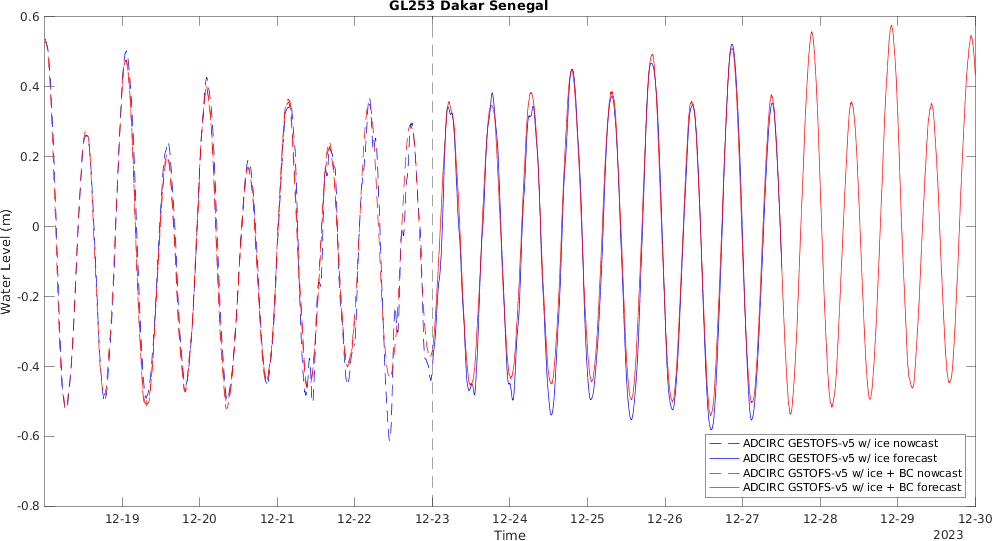 GL253 Dakar Senegal
0.6
0.4
0.2
0
-0.2
-0.4
-0.6
-0.8
Water Level (m)
ADCIRC GESTOFS-v5 w/ ice nowcast
ADCIRC GESTOFS-v5 w/ ice forecast
ADCIRC GSTOFS-v5 w/ ice + BC nowcast
ADCIRC GSTOFS-v5 w/ ice + BC forecast
12-19 12-20 12-21 12-22 12-23 12-24 12-25 12-26 12-27 12-28 12-29 12-30
Time
2023